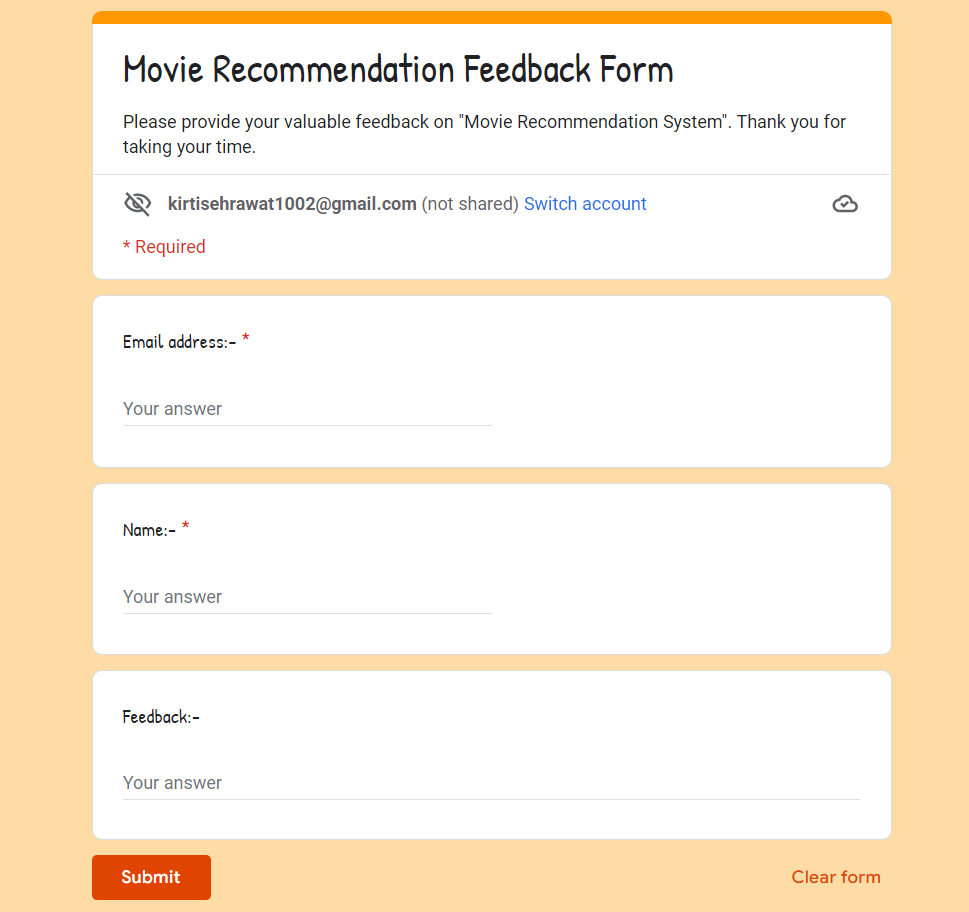 Movie Recommendation Feedback Form
Please provide your valuable feedback on "Movie Recommendation System". Thank you for
taking your time.
kirtisehrawat1002@gmail.com (not shared) Switch account
* Required
Email address:- *
Your answer
Name:- *
Your answer
Feedback:-
Your answer
Submit Clear form